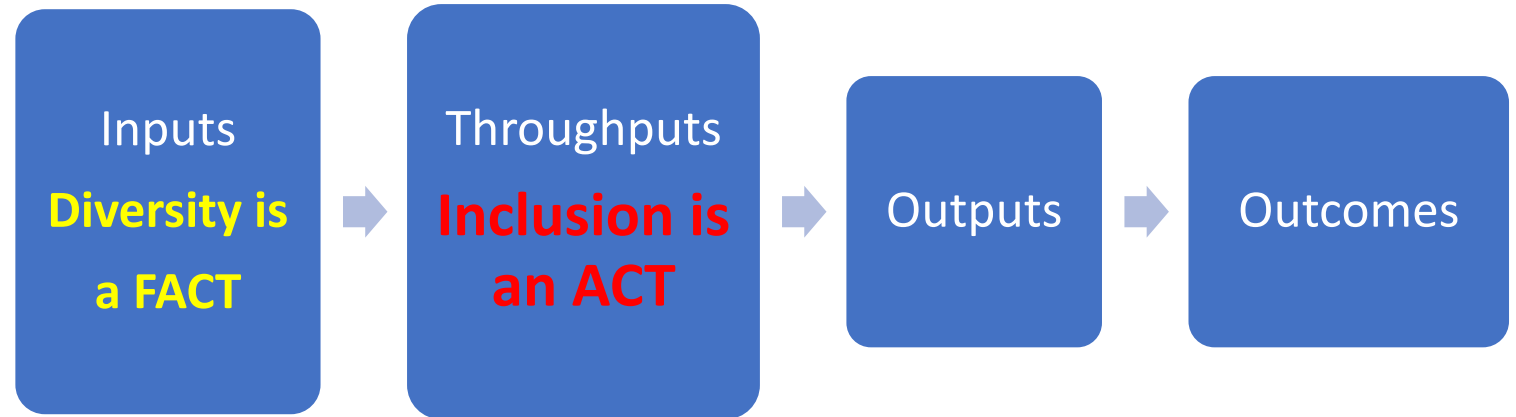 Inputs
Diversity is
a FACT
Throughputs
Inclusion is
an ACT
Outputs
Outcomes